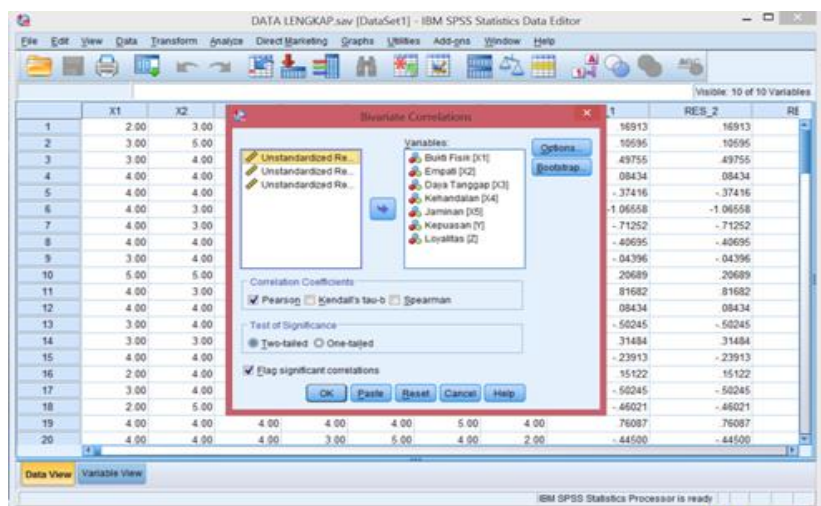 DATA LENGKAP.sav [DataSet1] - IBM SPSS Statistics Data Editor
File Edit View Data Transform Analyze Direct Marketing Graphs Utilities Add-ons Window Help
Visible: 10 of 10 Variables
X1 X2 _1 RES_2 RE
1 2.00 3.00 .16913 .16913
2 3.00 5.00 .10595 .10595
3 3.00 4.00 .49755 .49755
4 4.00 4.00 .08434 .08434
5 4.00 4.00 -.37416 -.37416
6 4.00 3.00 -1.06558 -1.06558
7 4.00 3.00 -.71252 -.71252
8 4.00 4.00 -.40695 -.40695
9 3.00 4.00 -.04396 -.04396
10 5.00 5.00 .20689 .20689
11 4.00 3.00 .81682 .81682
12 4.00 4.00 .08434 .08434
13 3.00 4.00 -.50245 -.50245
14 3.00 3.00 .31484 .31484
15 4.00 4.00 -.23913 -.23913
16 2.00 4.00 .15122 .15122
17 3.00 4.00 -.50245 -.50245
18 2.00 5.00 -.46021 -.46021
19 4.00 4.00 4.00 4.00 4.00 5.00 4.00 .76087 .76087
20 4.00 4.00 4.00 3.00 5.00 4.00 2.00 -.44500 -.44500
Bivariate Correlations
Variables:
Unstandardized Re...
Unstandardized Re...
Unstandardized Re...
Bukti Fisik [X1]
Empati [X2]
Daya Tanggap [X3]
Kehandalan [X4]
Jaminan [X5]
Kepuasan [Y]
Loyalitas [Z]
Options...
Bootstrap...
Correlation Coefficients
Pearson Kendall's tau-b Spearman
Test of Significance
Two-tailed One-tailed
Flag significant correlations
OK Paste Reset Cancel Help
Data View Variable View
IBM SPSS Statistics Processor is ready